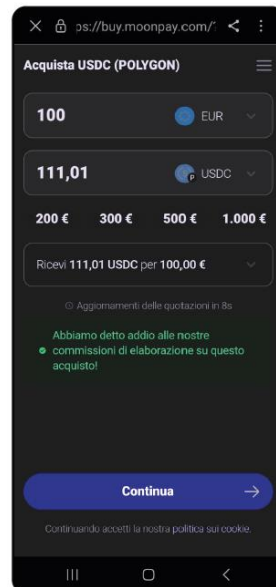 ps://buy.moonpay.com/
Acquista USDC (POLYGON)
100 EUR
111,01 USDC
200 € 300 € 500 € 1.000 €
Ricevi 111,01 USDC per 100,00 €
Aggiornamenti delle quotazioni in 8s
Abbiamo detto addio alle nostre
commissioni di elaborazione su questo
acquisto!
Continua
Continuando accetti la nostra politica sui cookie.